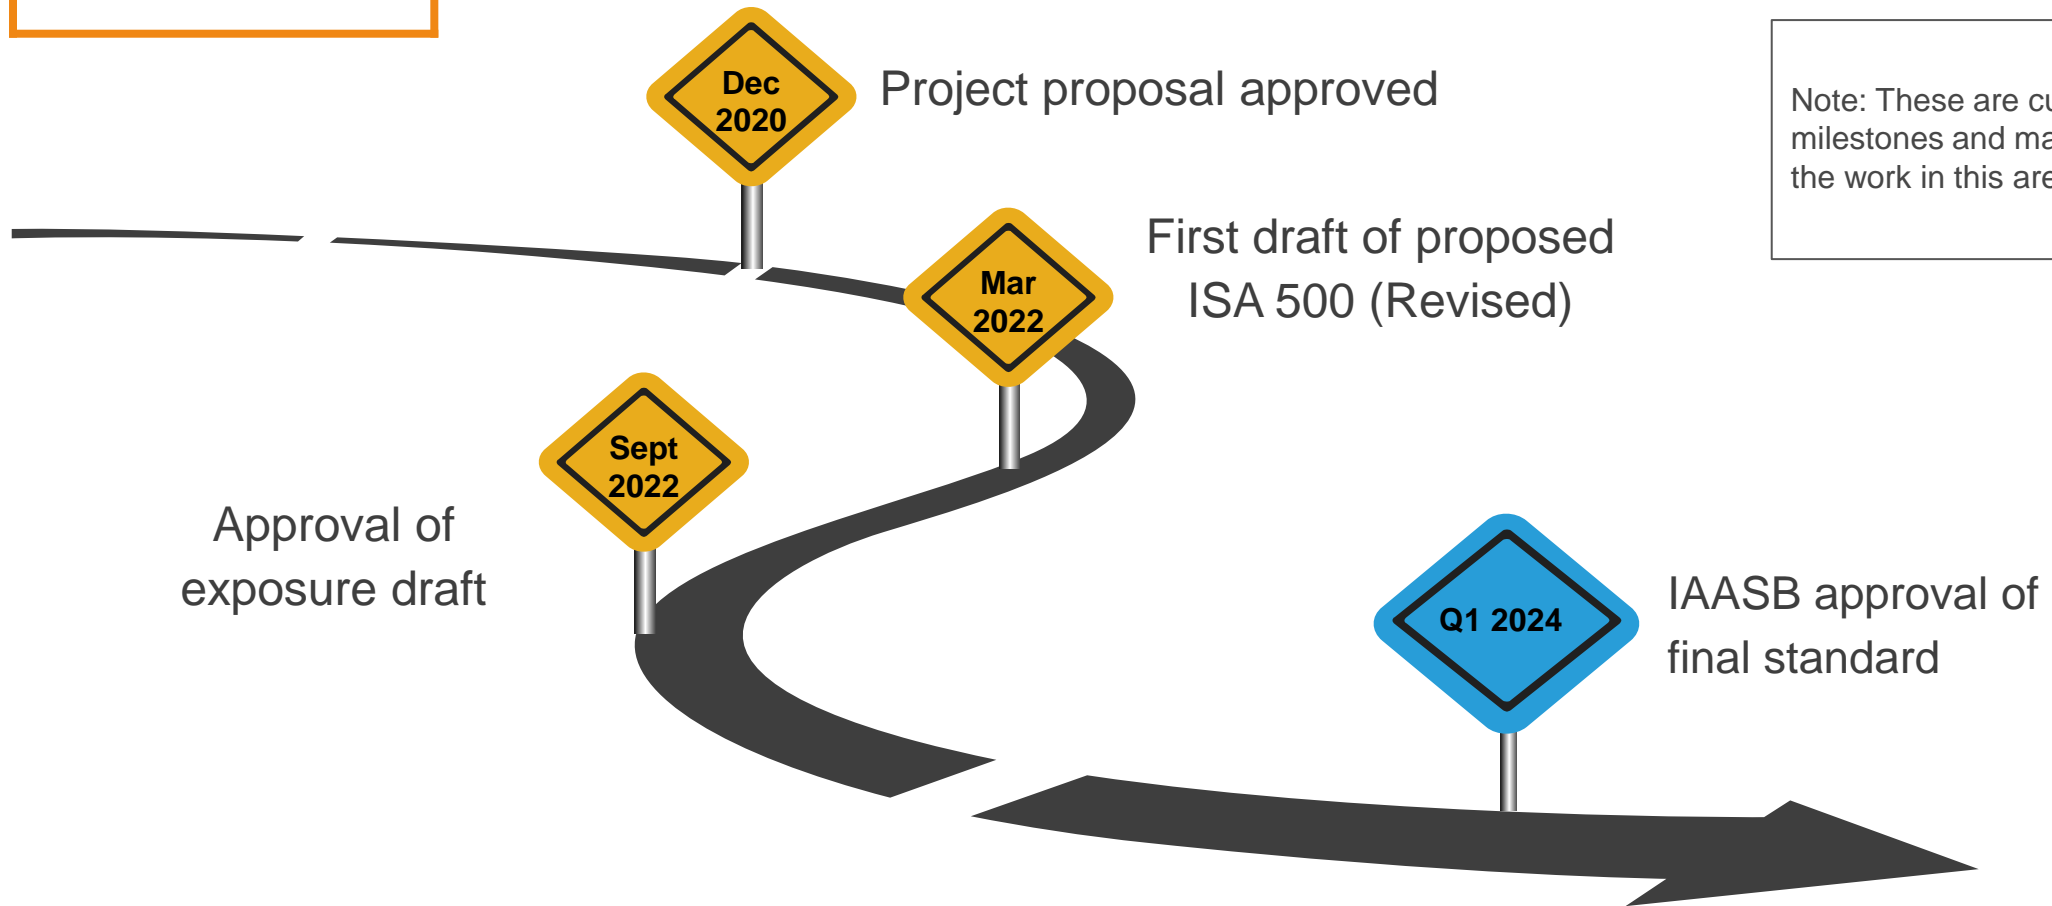 Dec
2020
Project proposal approved
Note: These are
milestones and
the work in this
Mar
2022
First draft of proposed
ISA 500 (Revised)
Sept
2022
Approval of
exposure draft
Q1 2024
IAASB approval of
final standard